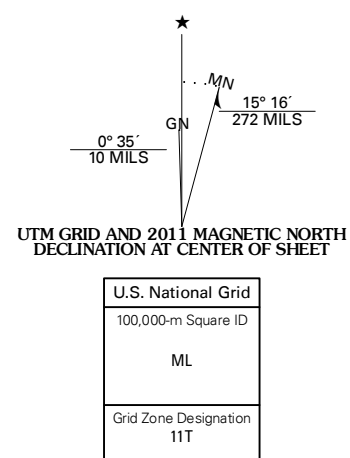 ★
MN
15° 16´
272 MILS
GN
0° 35´
10 MILS
UTM GRID AND 2011 MAGNETIC NORTH
DECLINATION AT CENTER OF SHEET
U.S. National Grid
100,000-m Square ID
ML
Grid Zone Designation
11T